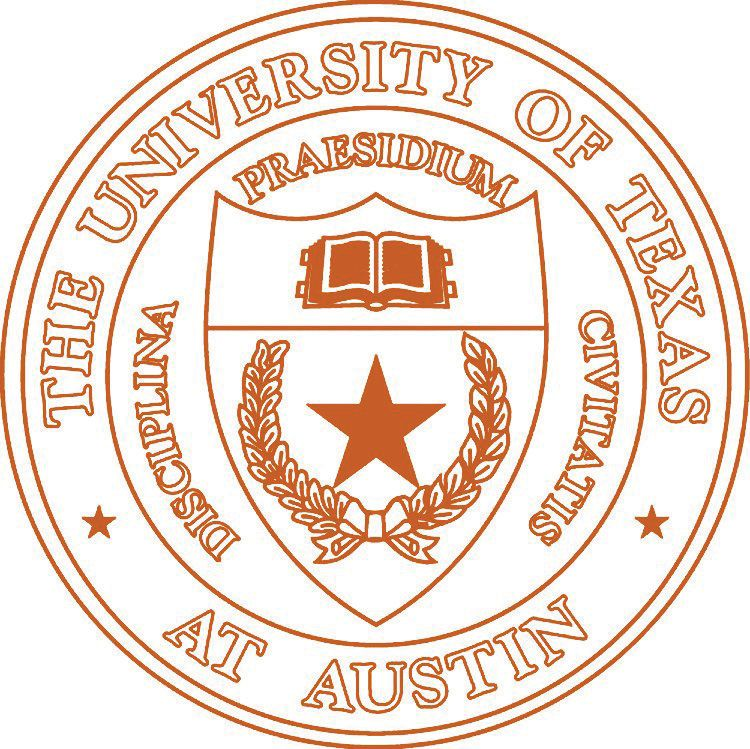 THE UNIVERSITY OF TEXAS
AT AUSTIN
DISCIPLINA
PRAESIDIUM
CIVITATIS